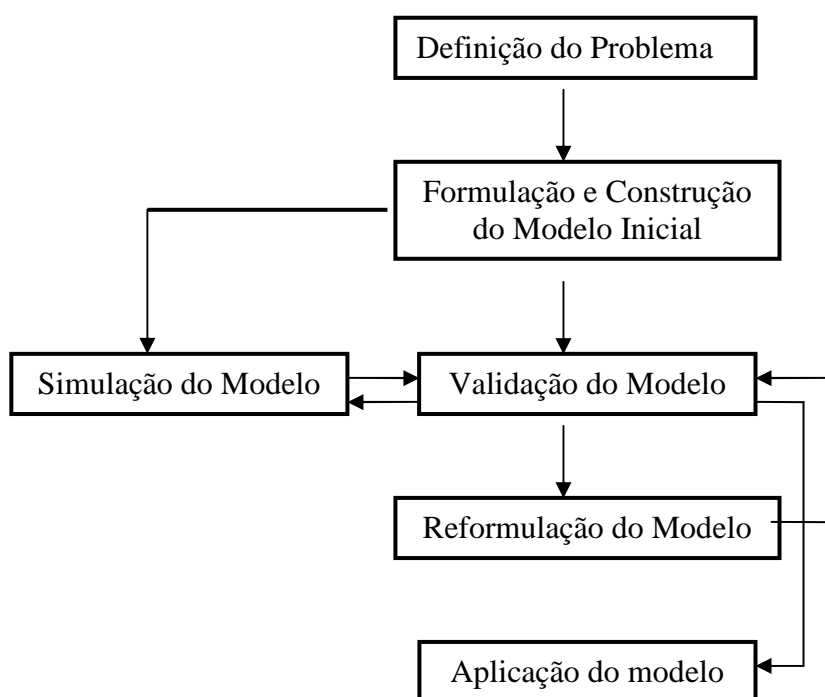 Definição do Problema
Formulação e Construção
do Modelo Inicial
Simulação do Modelo
Validação do Modelo
Reformulação do Modelo
Aplicação do modelo